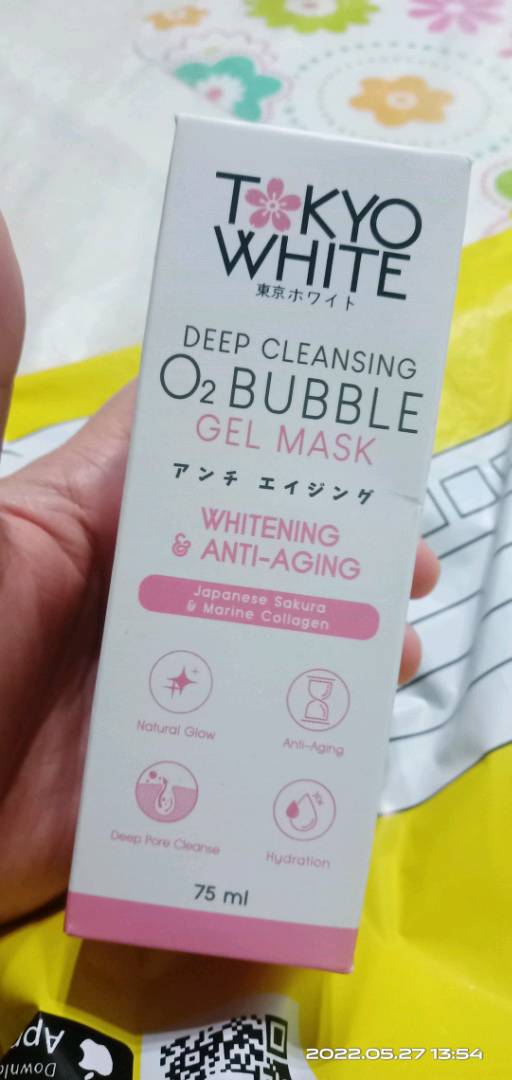 TOKYO
WHITE
東京ホワイト
DEEP CLEANSING
O2 BUBBLE
GEL MASK
アンチ エイジング
WHITENING
& ANTI-AGING
Japanese Sakura
& Marine Collagen
Natural Glow
Anti-Aging
Deep Pore Cleanse
Hydration
75 ml
2022.05.27 13:54